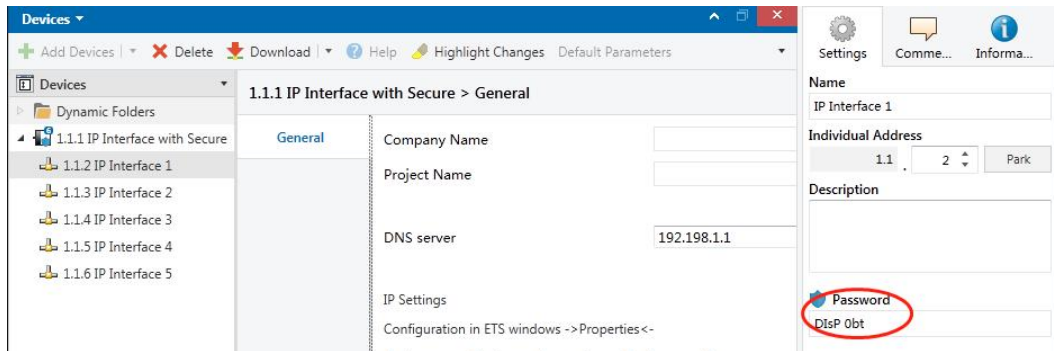 Devices
Add Devices Delete Download Help Highlight Changes Default Parameters
Devices
Dynamic Folders
1.1.1 IP Interface with Secure
1.1.2 IP Interface 1
1.1.3 IP Interface 2
1.1.4 IP Interface 3
1.1.5 IP Interface 4
1.1.6 IP Interface 5
1.1.1 IP Interface with Secure > General
General
Company Name
Project Name
DNS server 192.198.1.1
IP Settings
Configuration in ETS windows ->Properties<-
Settings Comme... Informa...
Name
IP Interface 1
Individual Address
1.1 . 2 Park
Description
Password
DIsP 0bt